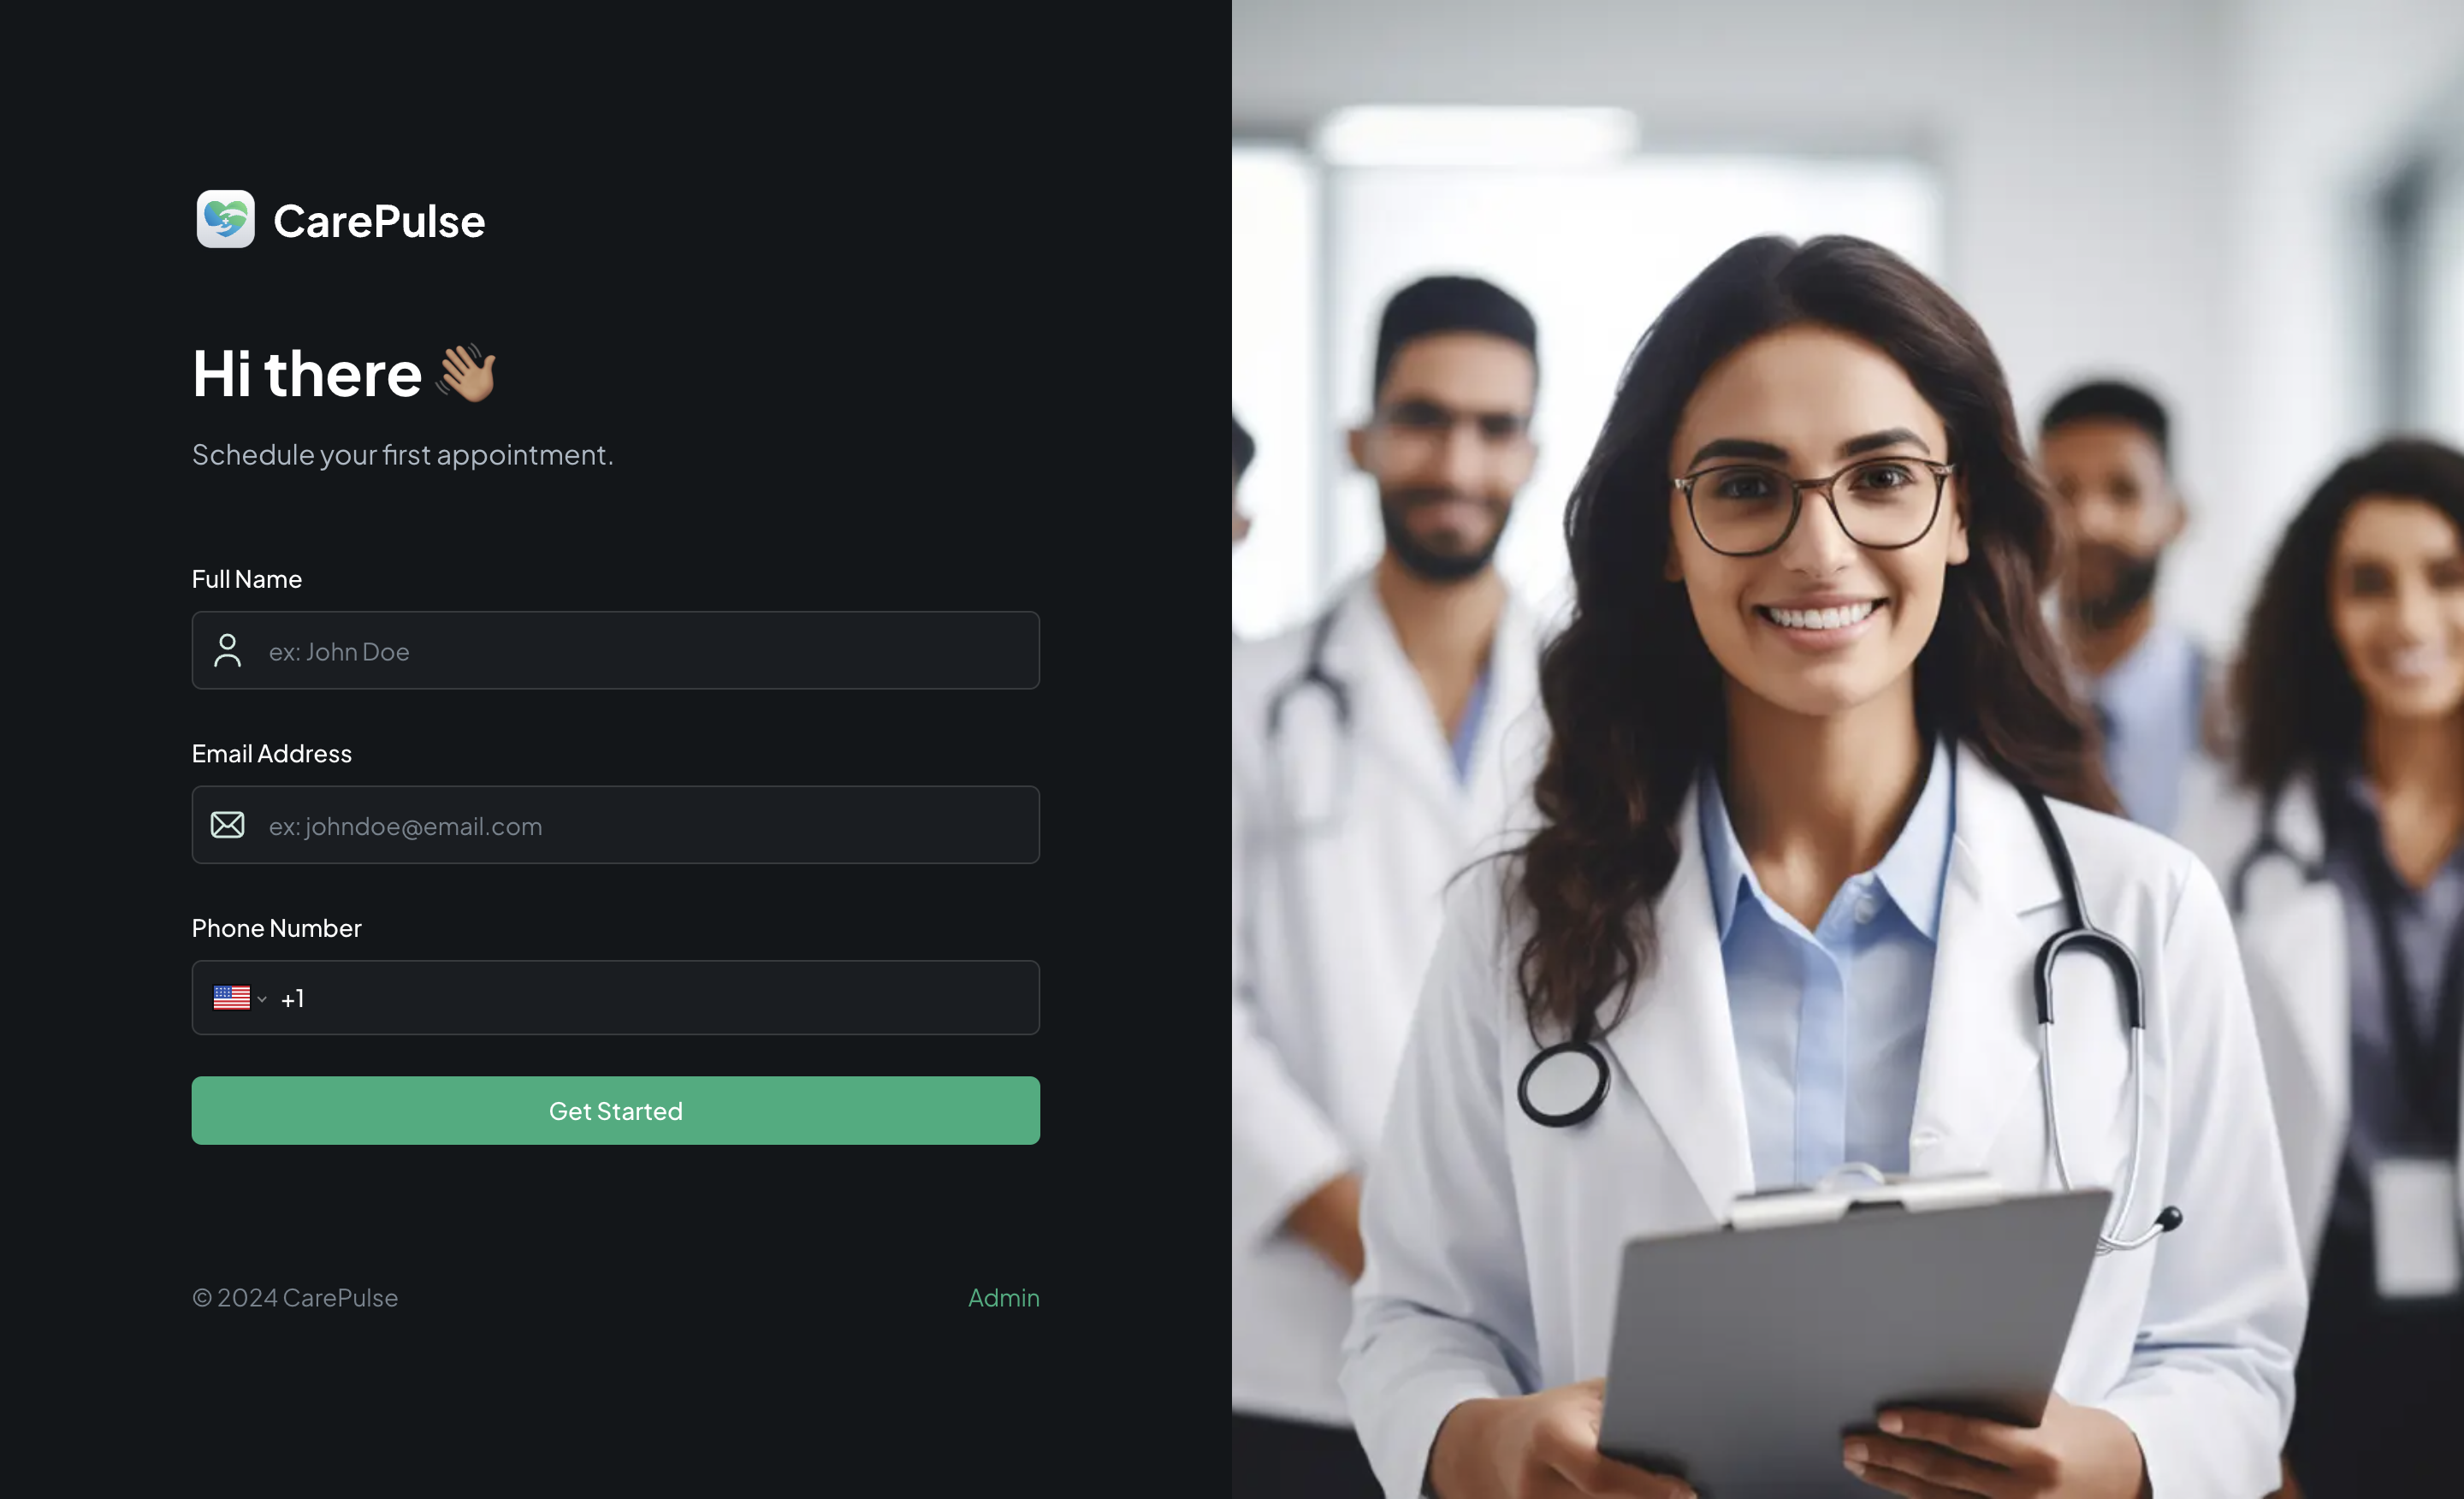 CarePulse
Hi there 👋🏽
Schedule your first appointment.
Full Name
ex: John Doe
Email Address
ex: johndoe@email.com
Phone Number
+1
Get Started
© 2024 CarePulse
Admin